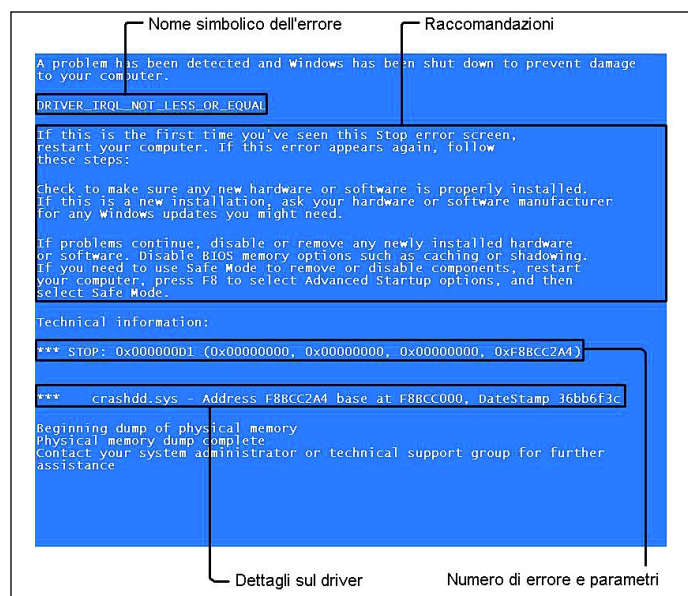 Nome simbolico dell'errore
Raccomandazioni
A problem has been detected and Windows has been shut down to prevent damage
to your computer.
DRIVER_IRQL_NOT_LESS_OR_EQUAL
If this is the first time you've seen this Stop error screen,
restart your computer. If this error appears again, follow
these steps:
Check to make sure any new hardware or software is properly installed.
If this is a new installation, ask your hardware or software manufacturer
for any Windows updates you might need.
If problems continue, disable or remove any newly installed hardware
or software. Disable BIOS memory options such as caching or shadowing.
If you need to use Safe Mode to remove or disable components, restart
your computer, press F8 to select Advanced Startup options, and then
select Safe Mode.
Technical information:
*** STOP: 0x000000D1 (0x00000000, 0x00000000, 0x00000000, 0xF8BCC2A4)
*** crashdd.sys - Address F8BCC2A4 base at F8BCC000, DateStamp 36bb6f3c
Beginning dump of physical memory
Physical memory dump complete
Contact your system administrator or technical support group for further
assistance
Dettagli sul driver
Numero di errore e parametri